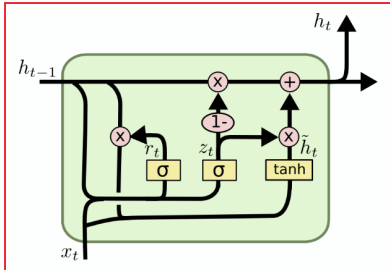 hₜ
hₜ₋₁
x +
1-
x rₜ zₜ x h̃ₜ
σ σ tanh
xₜ